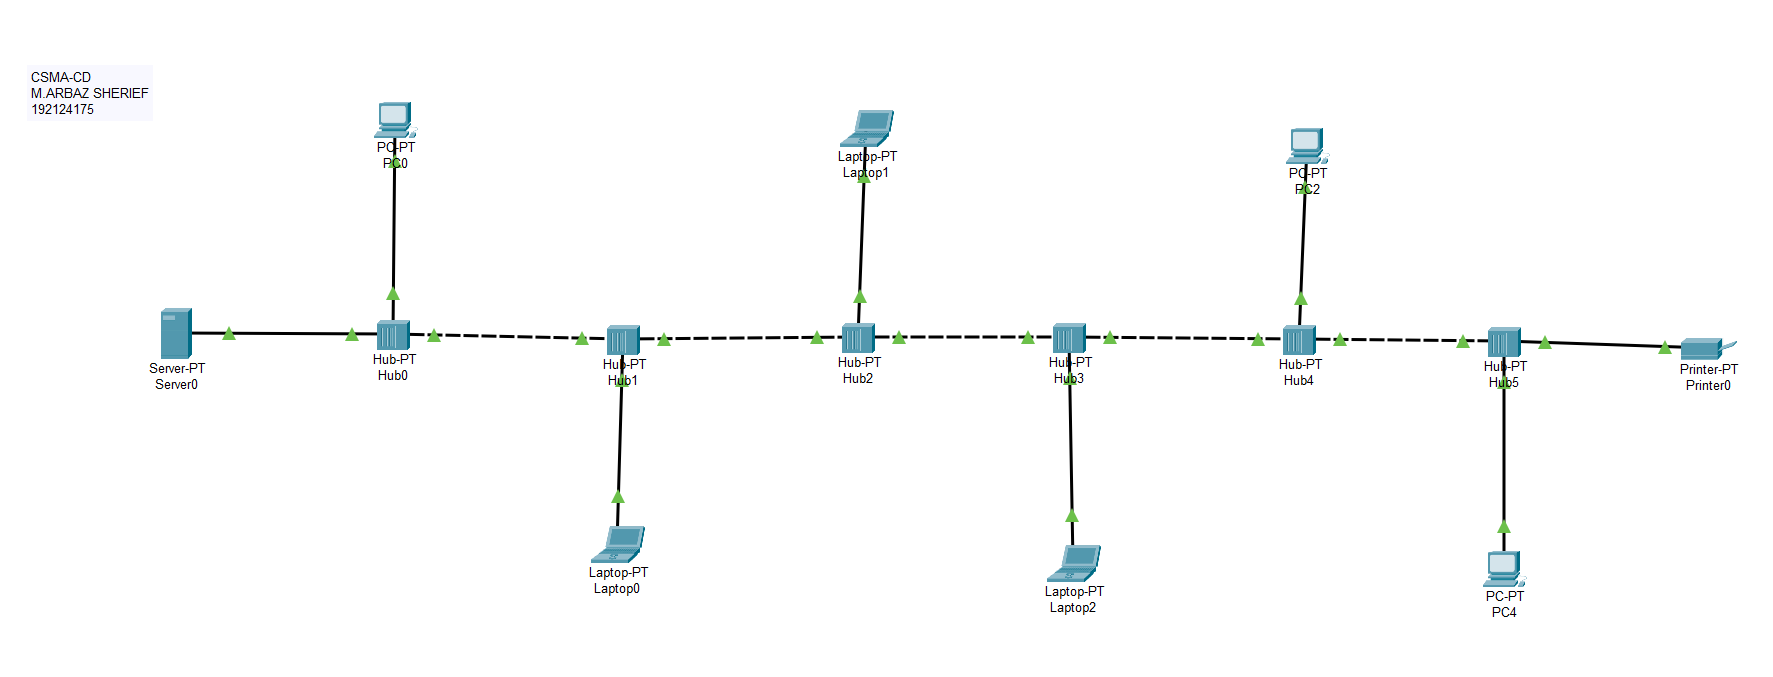 CSMA-CD
M.ARBAZ SHERIEF
192124175
PC-PT
PC0
Laptop-PT
Laptop1
PC-PT
PC2
Server-PT
Server0
Hub-PT
Hub0
Hub-PT
Hub1
Hub-PT
Hub2
Hub-PT
Hub3
Hub-PT
Hub4
Hub-PT
Hub5
Printer-PT
Printer0
Laptop-PT
Laptop0
Laptop-PT
Laptop2
PC-PT
PC4